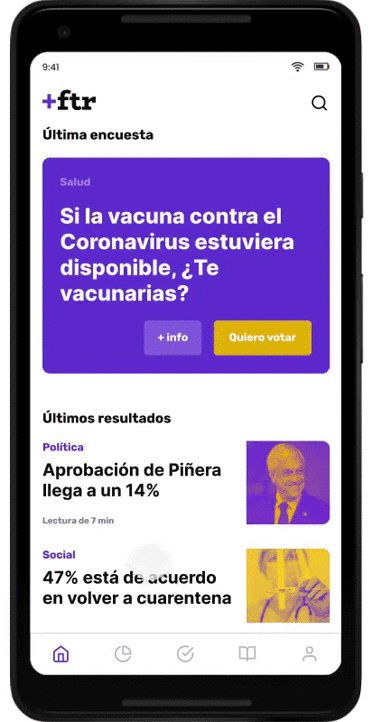 9:41
+ftr
Última encuesta
Salud
Si la vacuna contra el
Coronavirus estuviera
disponible, ¿Te
vacunarias?
+ info
Quiero votar
Últimos resultados
Política
Aprobación de Piñera
llega a un 14%
Lectura de 7 min
Social
47% está de acuerdo
en volver a cuarentena